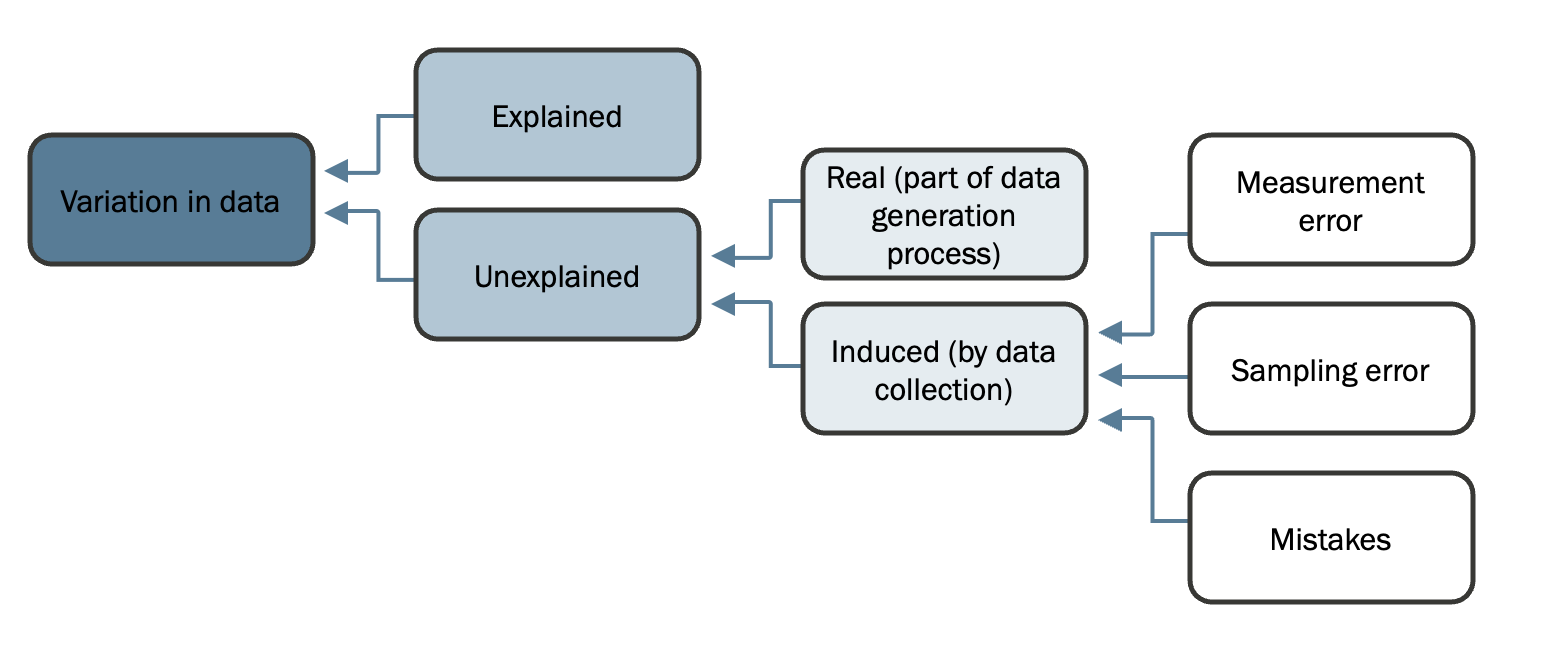 Explained
Variation in data
Unexplained
Real (part of data
generation
process)
Induced (by data
collection)
Measurement
error
Sampling error
Mistakes